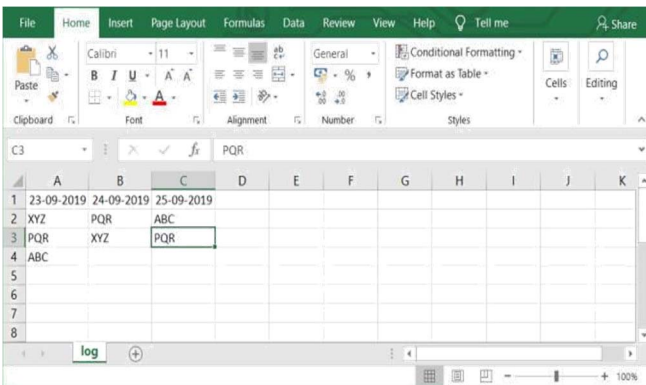 File Home Insert Page Layout Formulas Data Review View Help Tell me Share
Calibri 11 General Conditional Formatting
Paste B I U A A % , Format as Table Cells Editing
A Cell Styles
Clipboard Font Alignment Number Styles
C3 fx PQR
A B C D E F G H I J K
1 23-09-2019 24-09-2019 25-09-2019
2 XYZ PQR ABC
3 PQR XYZ PQR
4 ABC
5
6
7
8
log
100%